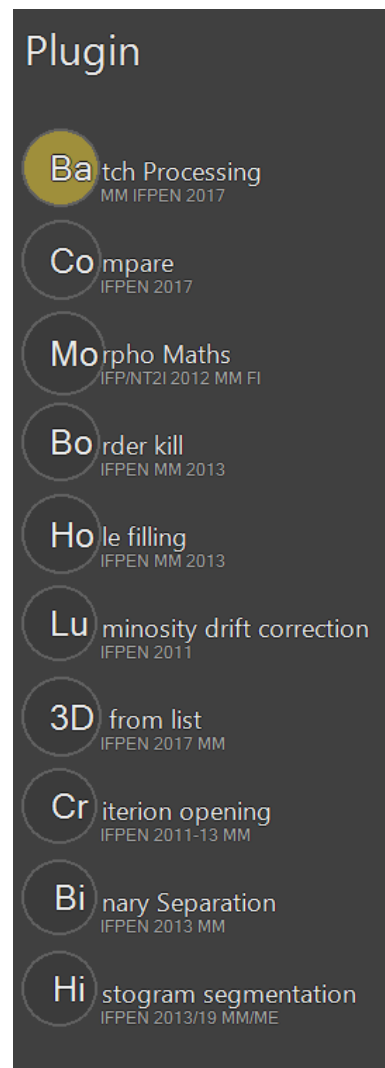 Plugin
Batch Processing
MM IFPEN 2017
Compare
IFPEN 2017
Morpho Maths
IFP/NT2I 2012 MM FI
Border kill
IFPEN MM 2013
Hole filling
IFPEN MM 2013
Luminosity drift correction
IFPEN 2011
3D from list
IFPEN 2017 MM
Criterion opening
IFPEN 2011-13 MM
Binary Separation
IFPEN 2013 MM
Histogram segmentation
IFPEN 2013/19 MM/ME